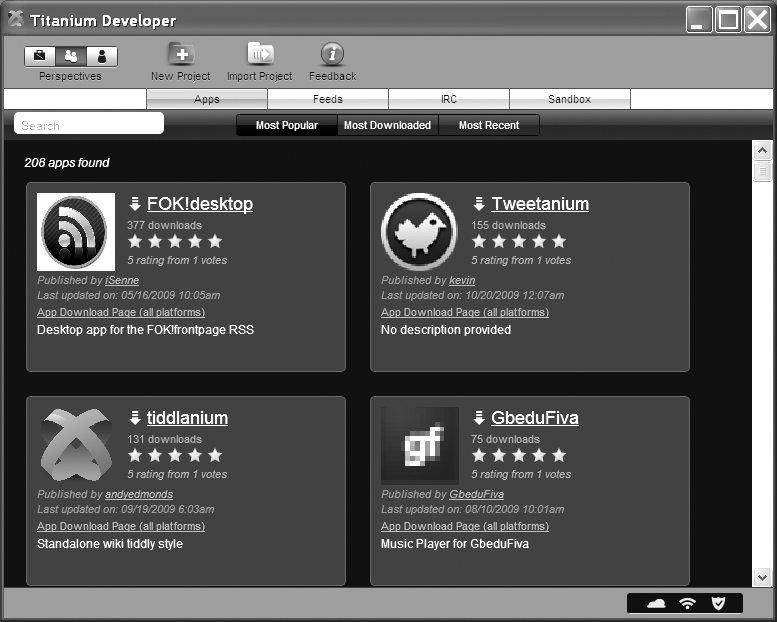 Titanium Developer
Perspectives
New Project
Import Project
Feedback
Apps
Feeds
IRC
Sandbox
Search
Most Popular
Most Downloaded
Most Recent
208 apps found
FOK!desktop
377 downloads
5 rating from 1 votes
Published by iSenne
Last updated on: 05/16/2009 10:05am
App Download Page (all platforms)
Desktop app for the FOK!frontpage RSS
Tweetanium
155 downloads
5 rating from 1 votes
Published by kevin
Last updated on: 10/20/2009 12:07am
App Download Page (all platforms)
No description provided
tiddlanium
131 downloads
5 rating from 1 votes
Published by andyedmonds
Last updated on: 09/19/2009 6:03am
App Download Page (all platforms)
Standalone wiki tiddly style
gf
GbeduFiva
75 downloads
5 rating from 1 votes
Published by GbeduFiva
Last updated on: 08/10/2009 10:01am
App Download Page (all platforms)
Music Player for GbeduFiva